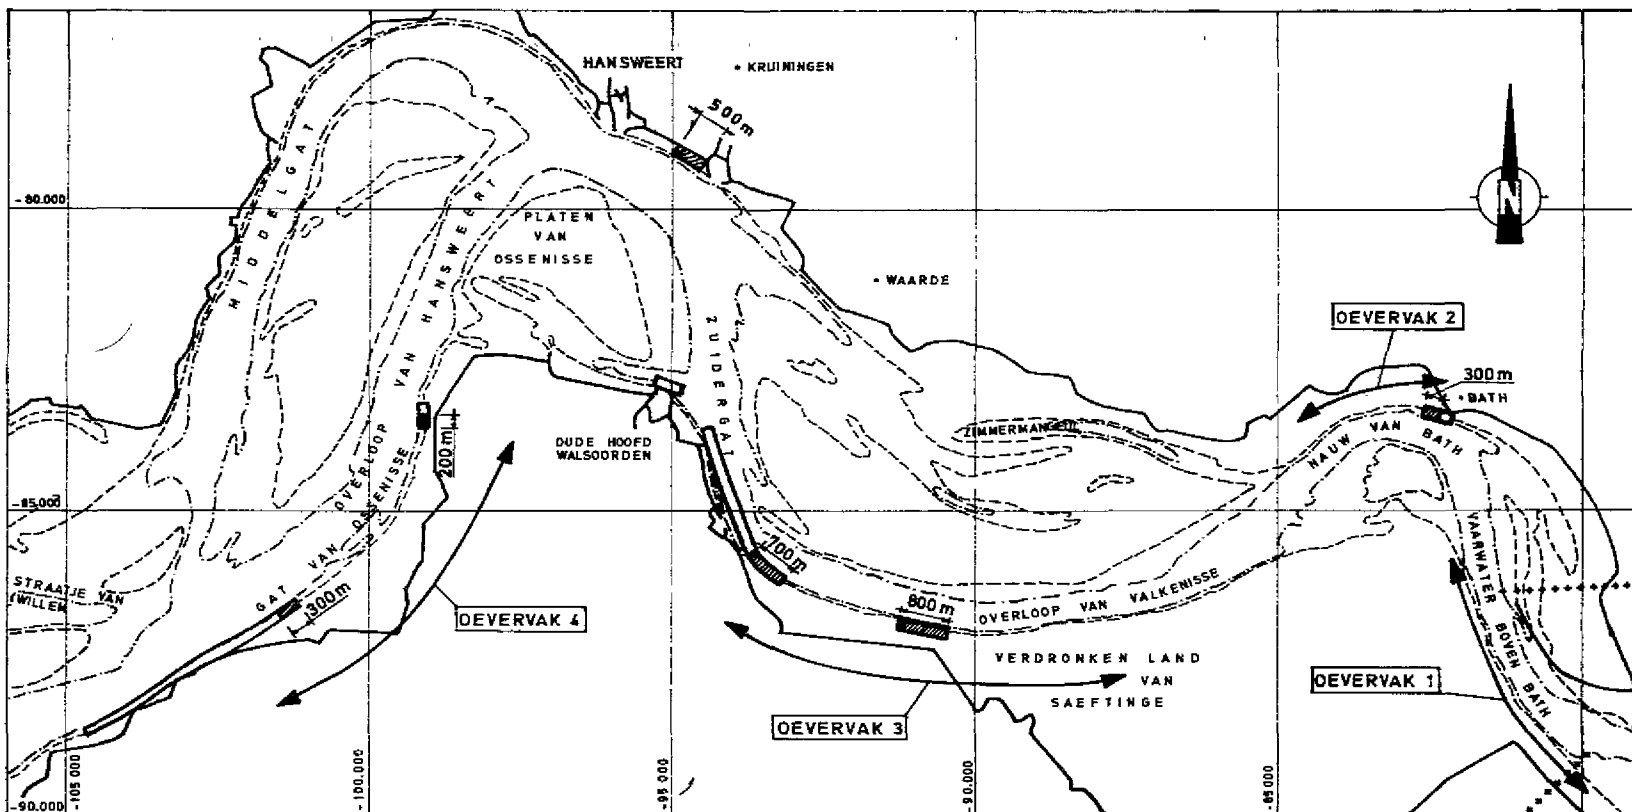 HANSWEERT
KRUININGEN
500m
MIDDELGAT
-80.000
PLATEN
VAN
OSSENISSE
OVERLOOP VAN HANSWEERT
WAARDE
ZUIDERGAT
OEVERVAK 2
300m
BATH
ZIMMERMANGEUL
NAUW VAN BATH
OUDE HOOFD
WALSOORDEN
200m
-85.000
GAT VAN OSSENISSE
700m
STRAATJE VAN
WILLEM
300m
OEVERVAK 4
800m
OVERLOOP VAN VALKENISSE
VAARWATER BOVEN BATH
VERDRONKEN LAND
VAN
SAEFTINGE
OEVERVAK 1
OEVERVAK 3
-90.000
-105 000
-100.000
-95 000
-90.000
-85000